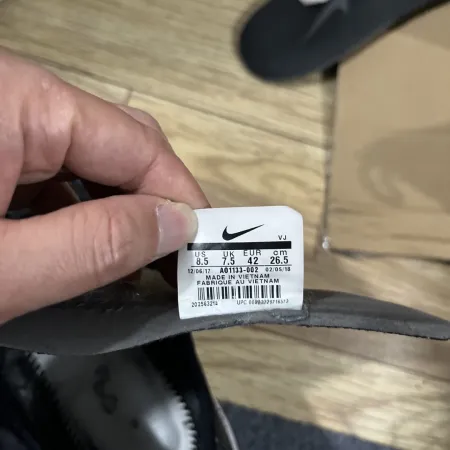 VJ
US UK EUR cm
8.5 7.5 42 26.5
12/06/17 AO1133-002 02/05/18
MADE IN VIETNAM
FABRIQUE AU VIETNAM
UPC